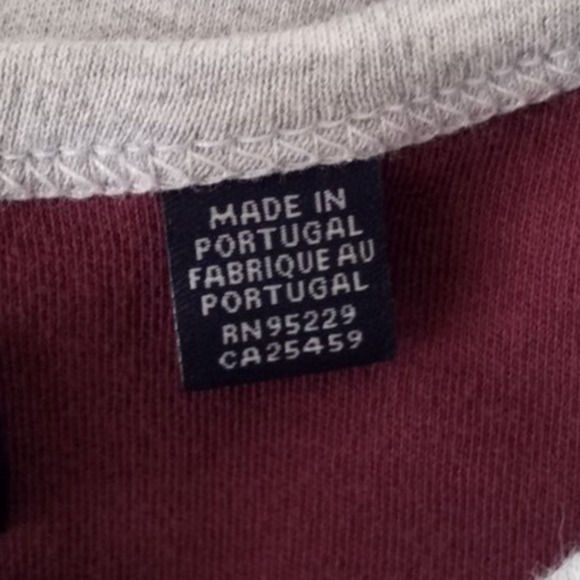 MADE IN
PORTUGAL
FABRIQUE AU
PORTUGAL
RN95229
CA25459